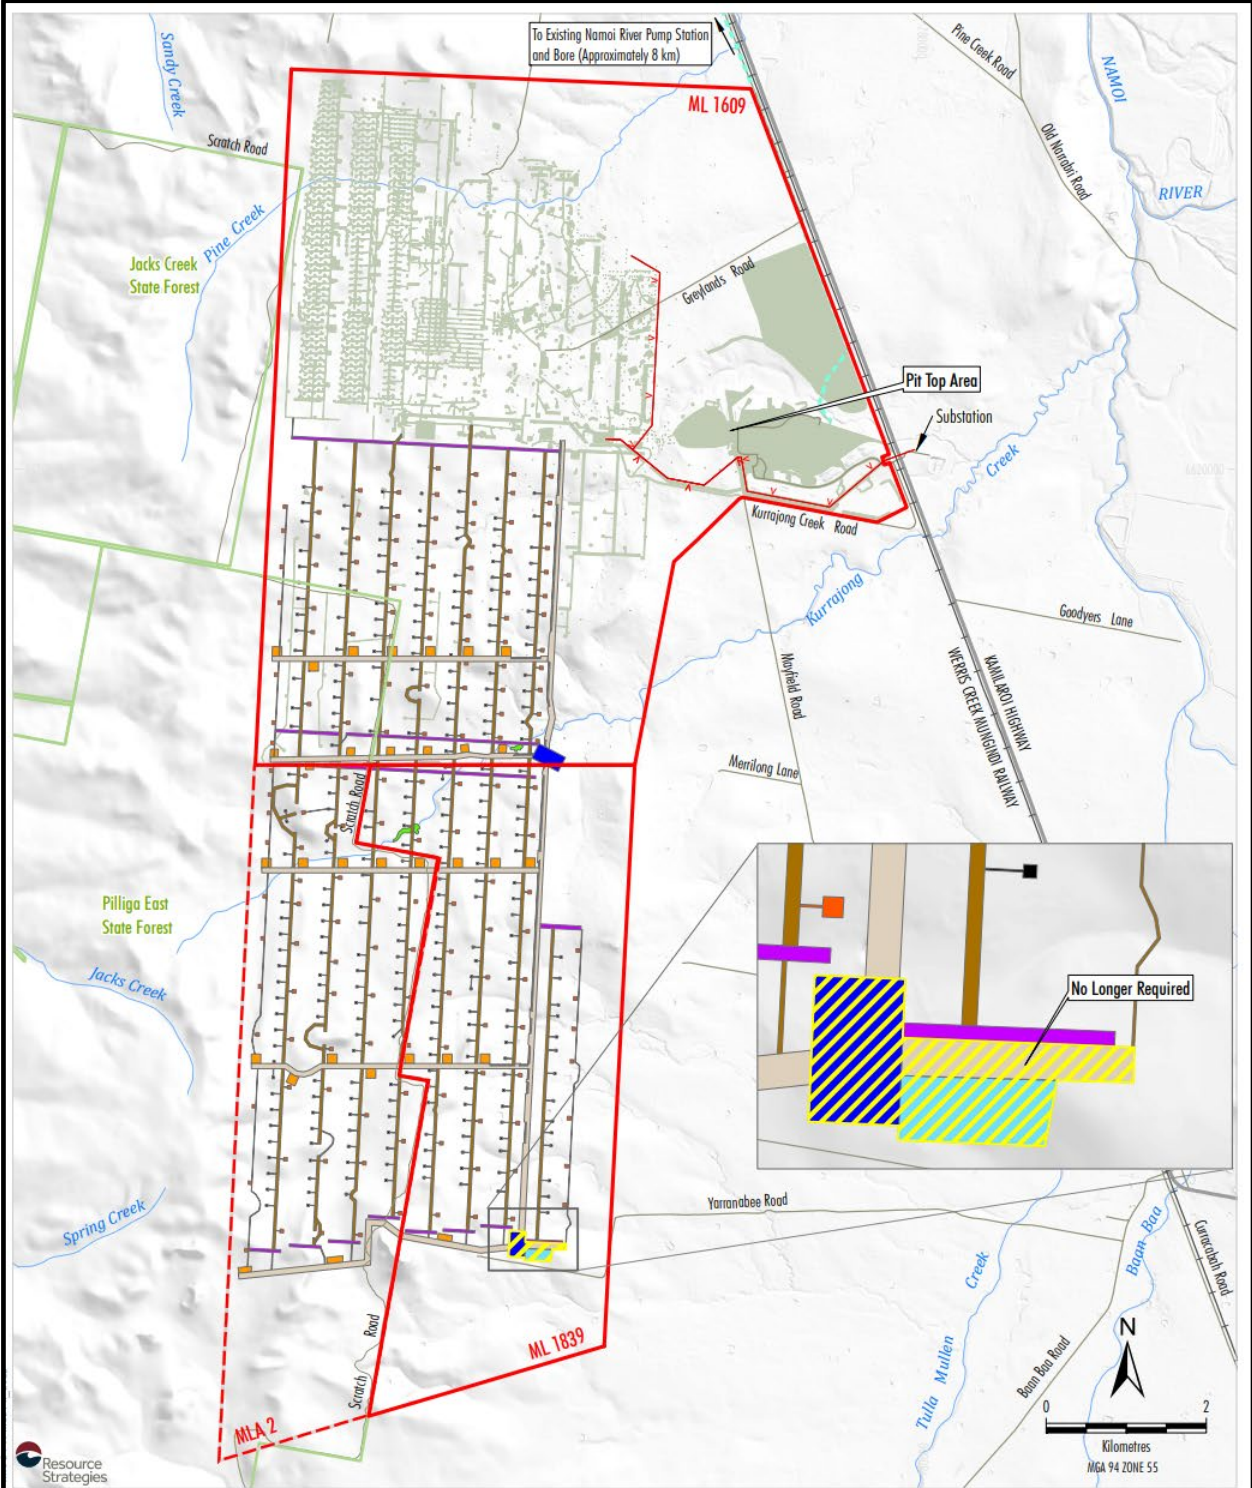 To Existing Namoi River Pump Station
and Bore (Approximately 8 km)
Sandy Creek
Pine Creek Road
NAMOI
ML 1609
Scratch Road
Old Narrabri Road
RIVER
Pine Creek
Jacks Creek
State Forest
Greylands Road
Pit Top Area
Substation
Creek
Kurrajong Creek Road
Kurrajong
Goodyers Lane
Mayfield Road
KAMILAROI HIGHWAY
WERRIS CREEK MUNGINDI RAILWAY
Merrilong Lane
Scratch Road
Pilliga East
State Forest
Jacks Creek
No Longer Required
Spring Creek
Yarranabee Road
Creek
Tulla Mullen
Baan Baa
Curracabah Road
Road
Scratch
ML 1839
Baan Baa Road
MLA 2
N
0
2
Kilometres
MGA 94 ZONE 55
Resource
Strategies